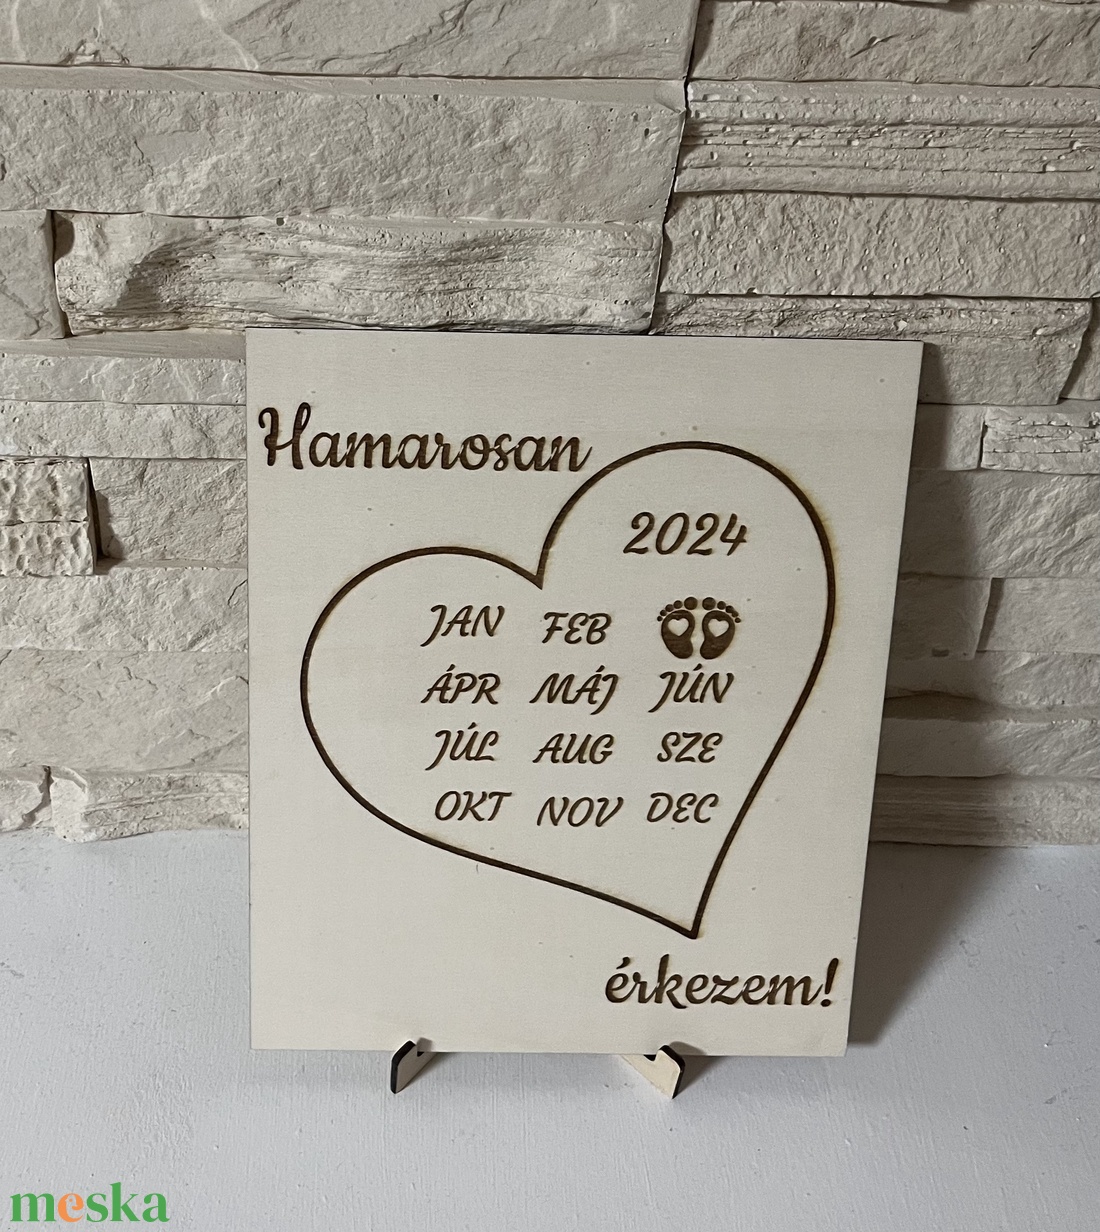 Hamarosan
2024
JAN FEB
ÁPR MÁJ JÚN
JÚL AUG SZE
OKT NOV DEC
érkezem!
meska